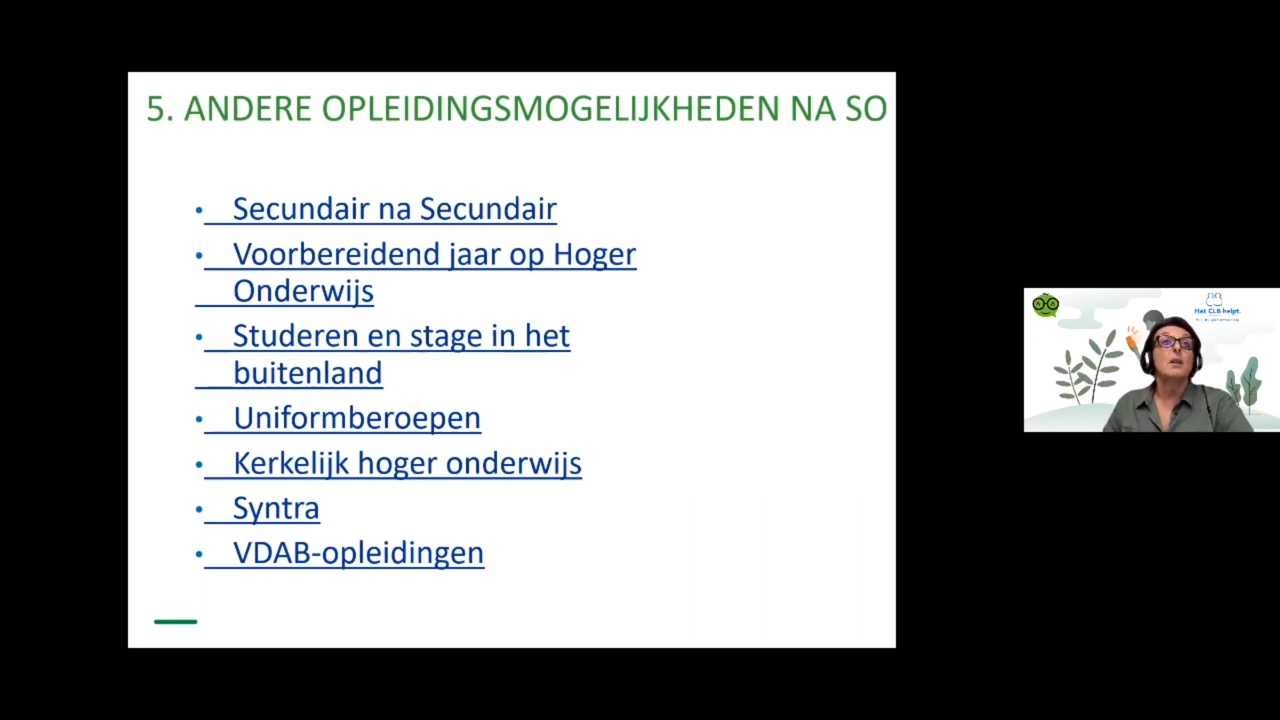 5. ANDERE OPLEIDINGSMOGELIJKHEDEN NA SO
• Secundair na Secundair
• Voorbereidend jaar op Hoger
Onderwijs
• Studeren en stage in het
buitenland
• Uniformberoepen
• Kerkelijk hoger onderwijs
• Syntra
• VDAB-opleidingen
Het CLB helpt.